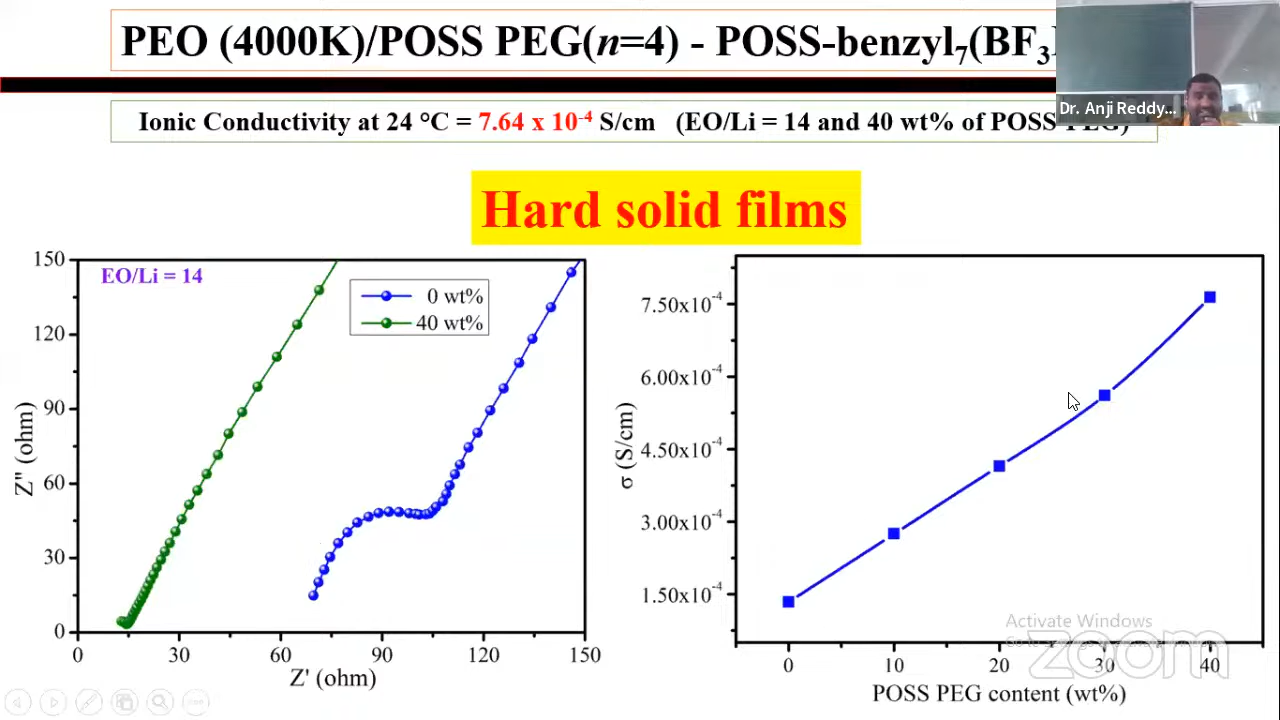 PEO (4000K)/POSS PEG(n=4) - POSS-benzyl₇(BF₃
Dr. Anji Reddy...
Ionic Conductivity at 24 °C = 7.64 x 10⁻⁴ S/cm (EO/Li = 14 and 40 wt% of POSS PEG)
Hard solid films
EO/Li = 14
0 wt%
40 wt%
150
120
90
60
30
0
Z'' (ohm)
0 30 60 90 120 150
Z' (ohm)
7.50x10⁻⁴
6.00x10⁻⁴
4.50x10⁻⁴
3.00x10⁻⁴
1.50x10⁻⁴
σ (S/cm)
0 10 20 30 40
POSS PEG content (wt%)
Activate Windows
zoom